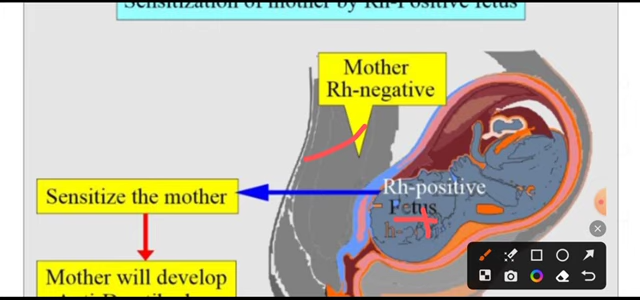 Sensitization of mother by Rh-Positive fetus
Mother
Rh-negative
Rh-positive
Fetus
Sensitize the mother
Mother will develop